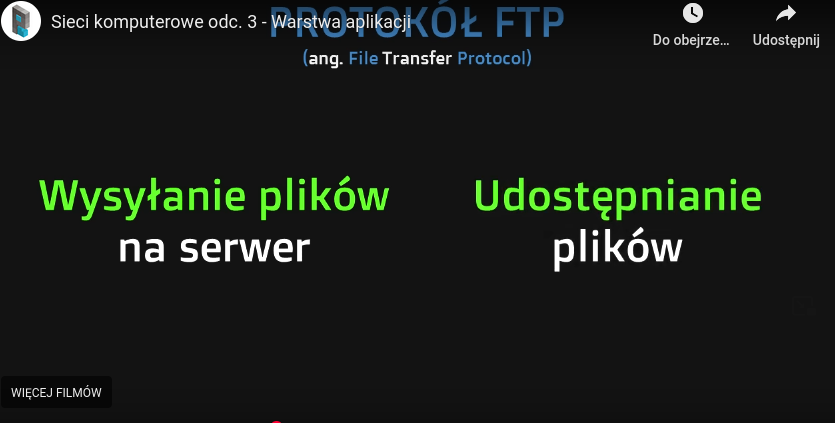 PROTOKÓŁ FTP
Sieci komputerowe odc. 3 - Warstwa aplikacji
Do obejrze...
Udostępnij
(ang. File Transfer Protocol)
Wysyłanie plików
na serwer
Udostępnianie
plików
WIĘCEJ FILMÓW